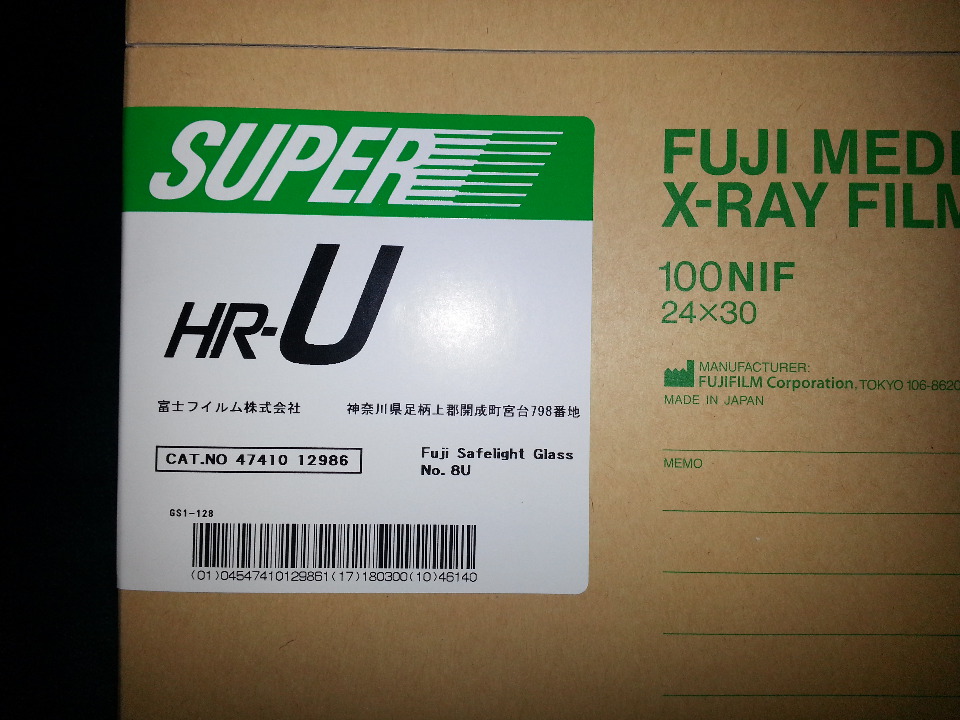 SUPER
HR-U
富士フイルム株式会社 神奈川県足柄上郡開成町宮台798番地
CAT.NO 47410 12986
Fuji Safelight Glass
No. 8U
GS1-128
(01)04547410129861(17)180300(10)46140
FUJI MEDI
X-RAY FILM
100NIF
24×30
MANUFACTURER:
FUJIFILM Corporation, TOKYO 106-8620
MADE IN JAPAN
MEMO